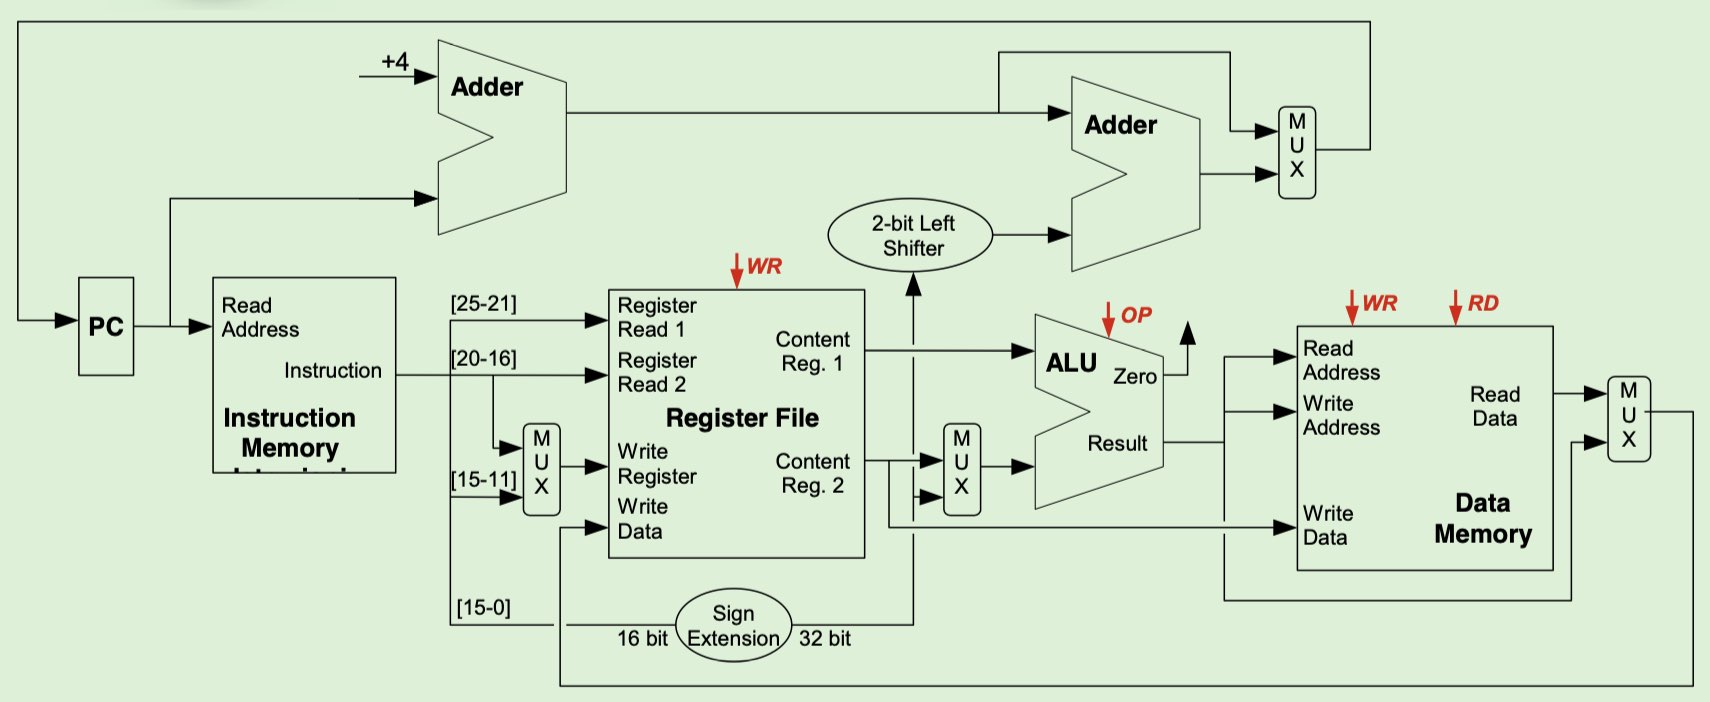 +4
Adder
Adder
M
U
X
2-bit Left
Shifter
PC
Read
Address
Instruction
Instruction
Memory
[25-21]
[20-16]
[15-11]
[15-0]
M
U
X
WR
Register
Read 1
Register
Read 2
Content
Reg. 1
Register File
Write
Register
Content
Reg. 2
Write
Data
16 bit
Sign
Extension
32 bit
M
U
X
OP
ALU
Zero
Result
WR
RD
Read
Address
Write
Address
Read
Data
Data
Memory
Write
Data
M
U
X